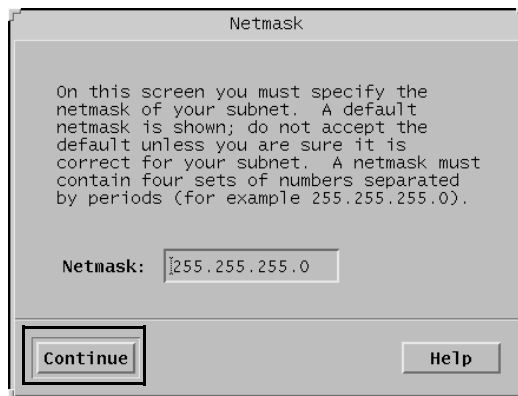 Netmask
On this screen you must specify the
netmask of your subnet. A default
netmask is shown; do not accept the
default unless you are sure it is
correct for your subnet. A netmask must
contain four sets of numbers separated
by periods (for example 255.255.255.0).
Netmask: 255.255.255.0
Continue Help